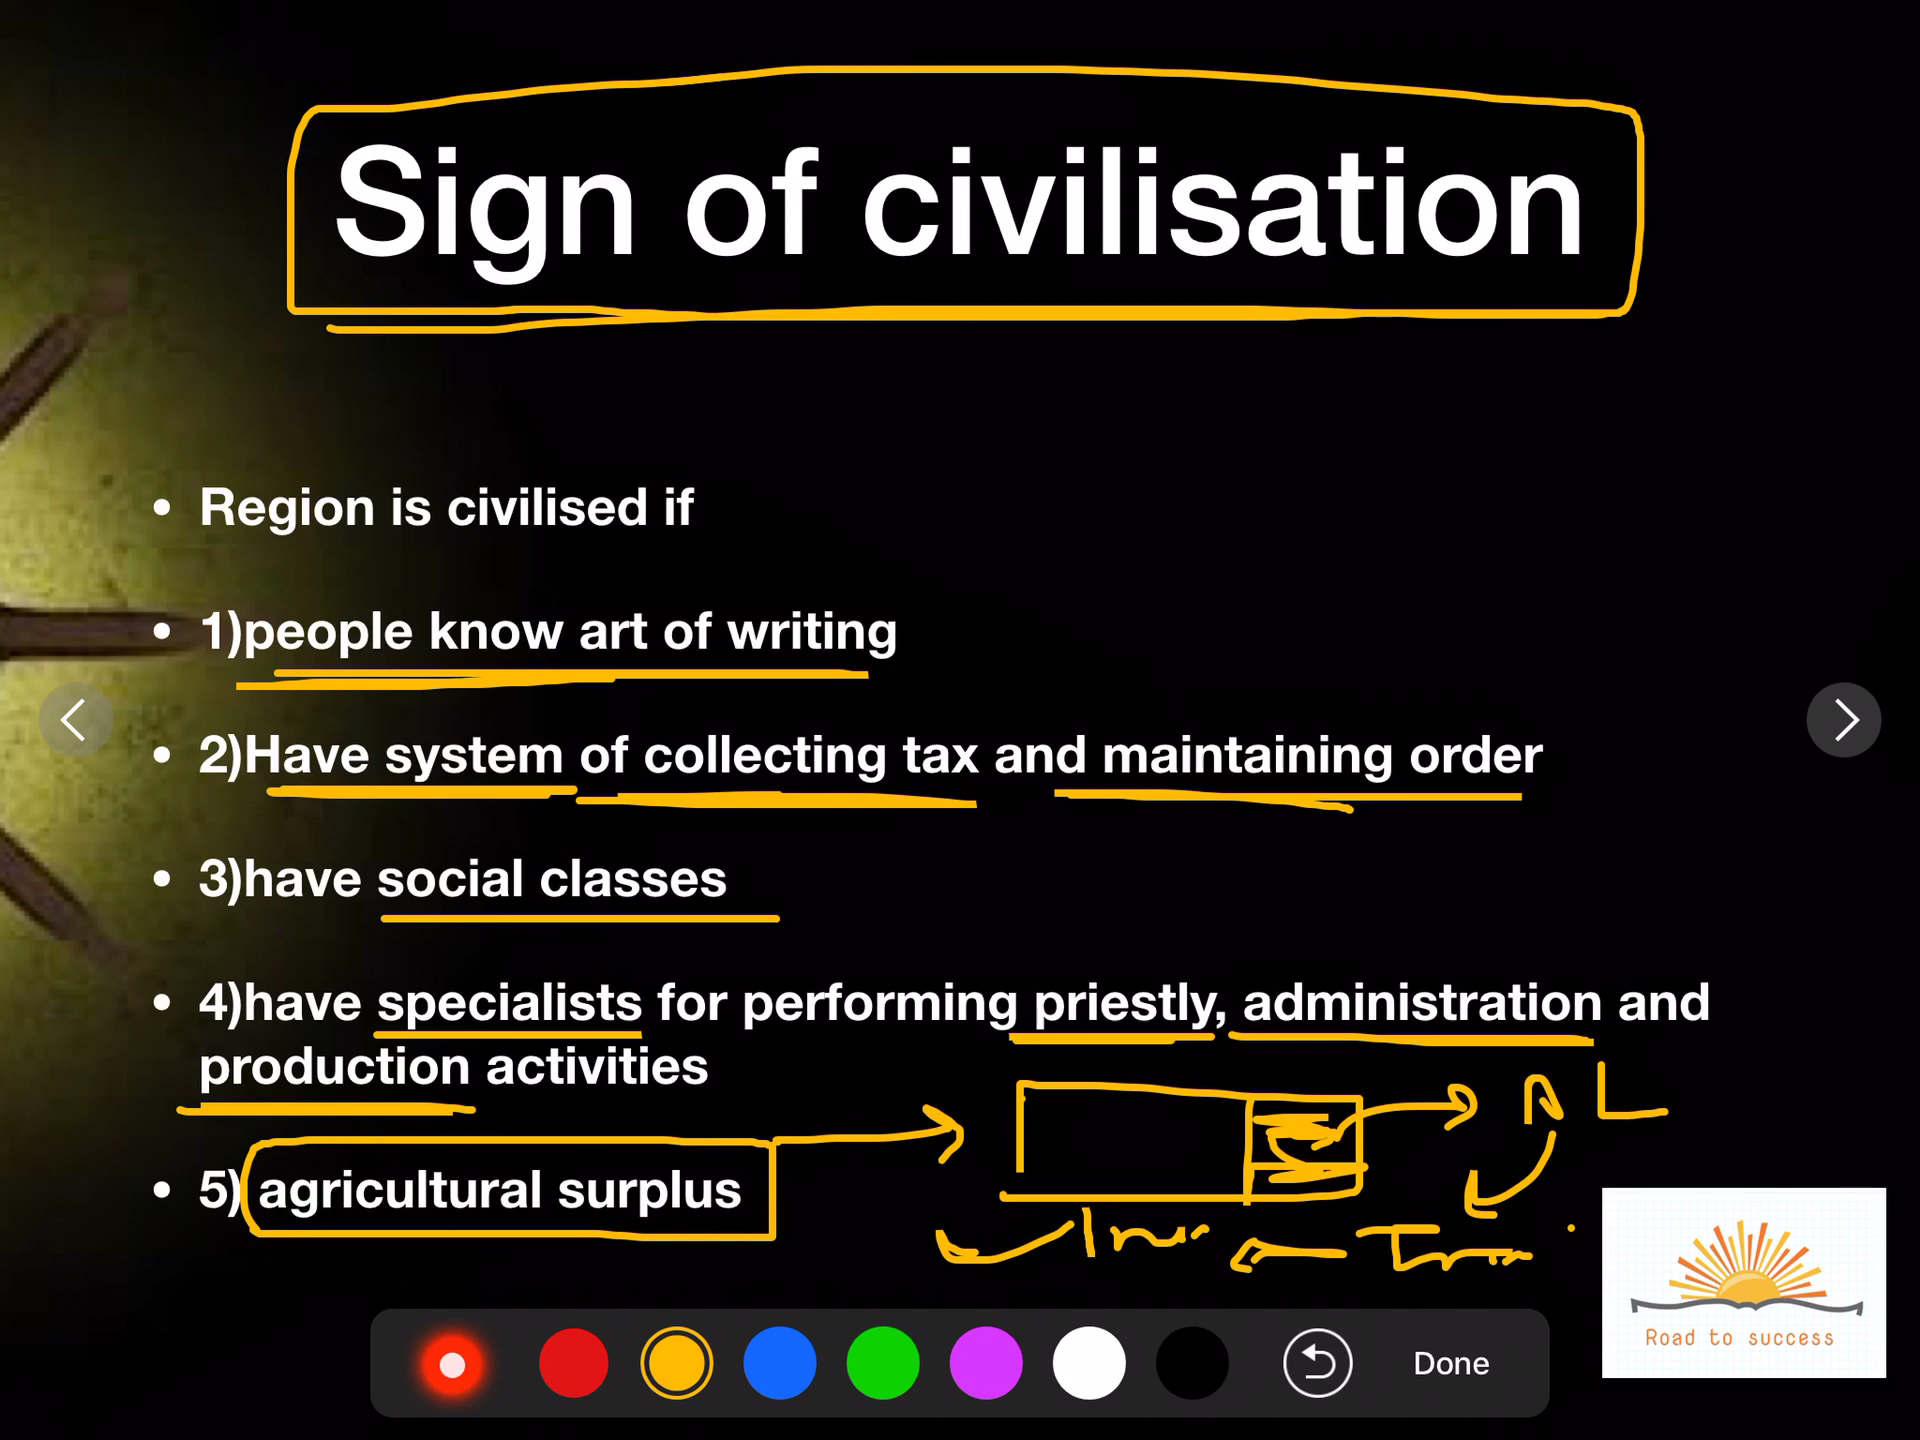 Sign of civilisation
• Region is civilised if
• 1)people know art of writing
• 2)Have system of collecting tax and maintaining order
• 3)have social classes
• 4)have specialists for performing priestly, administration and
production activities
• 5) agricultural surplus
Road to success
Done